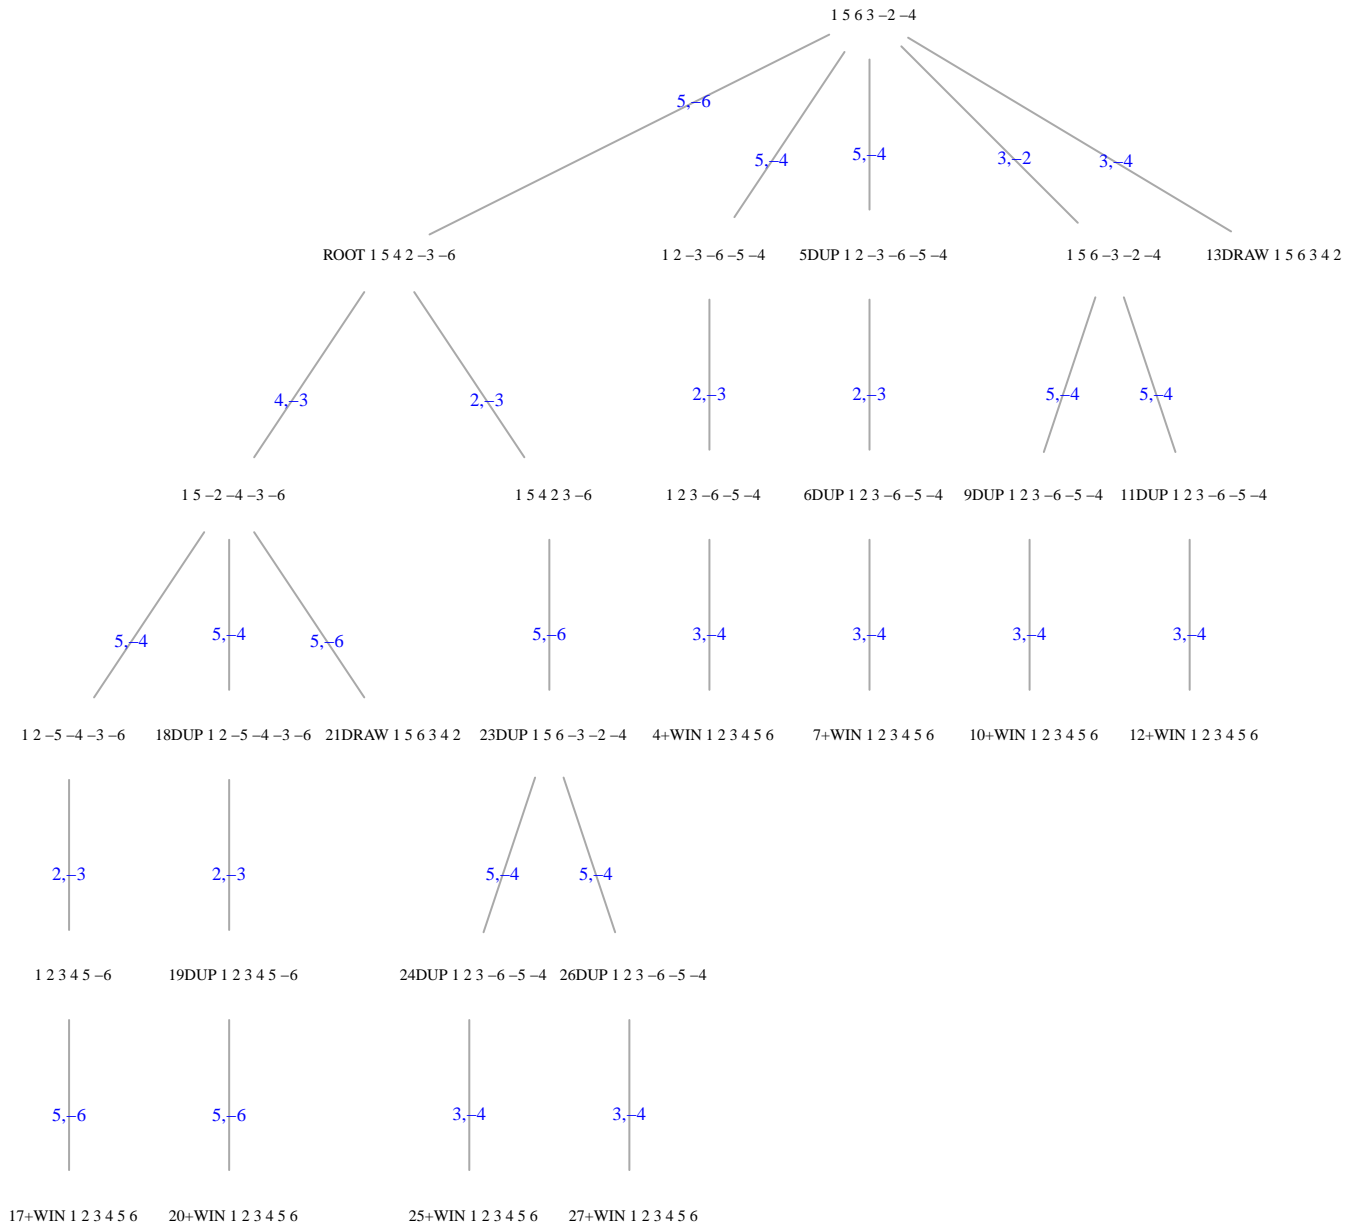 1 5 6 3 –2 –4
5,–6
5,–4
5,–4
3,–2
3,–4
ROOT 1 5 4 2 –3 –6
1 2 –3 –6 –5 –4
5DUP 1 2 –3 –6 –5 –4
1 5 6 –3 –2 –4
13DRAW 1 5 6 3 4 2
4,–3
2,–3
2,–3
2,–3
5,–4
5,–4
1 5 –2 –4 –3 –6
1 5 4 2 3 –6
1 2 3 –6 –5 –4
6DUP 1 2 3 –6 –5 –4
9DUP 1 2 3 –6 –5 –4
11DUP 1 2 3 –6 –5 –4
5,–4
5,–4
5,–6
5,–6
3,–4
3,–4
3,–4
3,–4
1 2 –5 –4 –3 –6
18DUP 1 2 –5 –4 –3 –6
21DRAW 1 5 6 3 4 2
23DUP 1 5 6 –3 –2 –4
4+WIN 1 2 3 4 5 6
7+WIN 1 2 3 4 5 6
10+WIN 1 2 3 4 5 6
12+WIN 1 2 3 4 5 6
2,–3
2,–3
5,–4
5,–4
1 2 3 4 5 –6
19DUP 1 2 3 4 5 –6
24DUP 1 2 3 –6 –5 –4
26DUP 1 2 3 –6 –5 –4
5,–6
5,–6
3,–4
3,–4
17+WIN 1 2 3 4 5 6
20+WIN 1 2 3 4 5 6
25+WIN 1 2 3 4 5 6
27+WIN 1 2 3 4 5 6